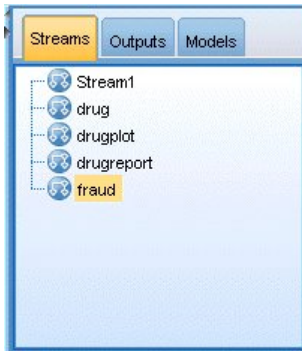 Streams Outputs Models
Stream1
drug
drugplot
drugreport
fraud